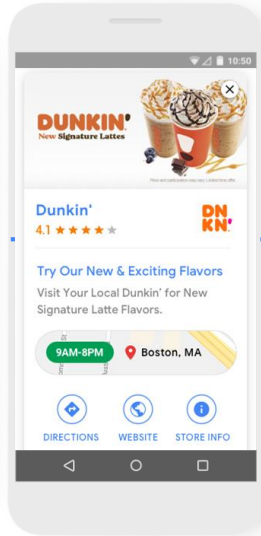 10:50
DUNKIN'
New Signature Lattes
Dunkin'
4.1
DN
KN'
Try Our New & Exciting Flavors
Visit Your Local Dunkin' for New
Signature Latte Flavors.
9AM-8PM
Boston, MA
DIRECTIONS
WEBSITE
STORE INFO